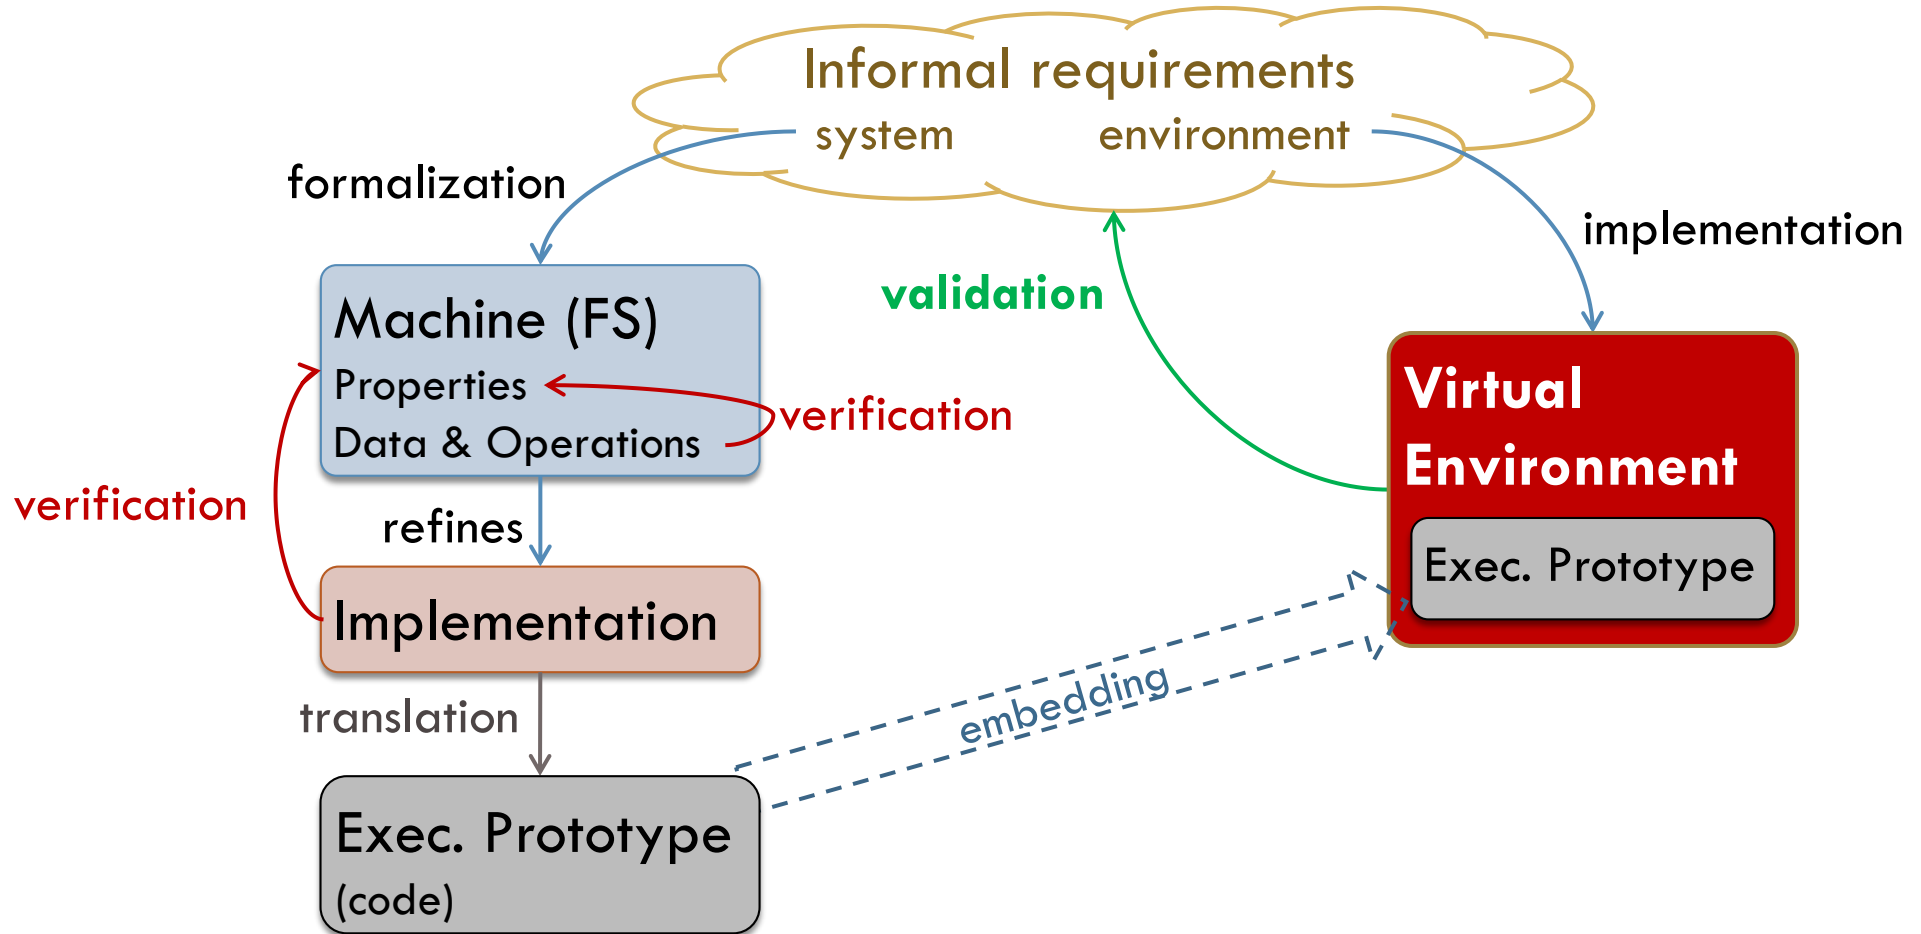 Informal requirements
system environment
formalization
implementation
validation
Machine (FS)
Properties
Data & Operations
verification
verification
refines
Implementation
translation
Exec. Prototype
(code)
embedding
Virtual
Environment
Exec. Prototype